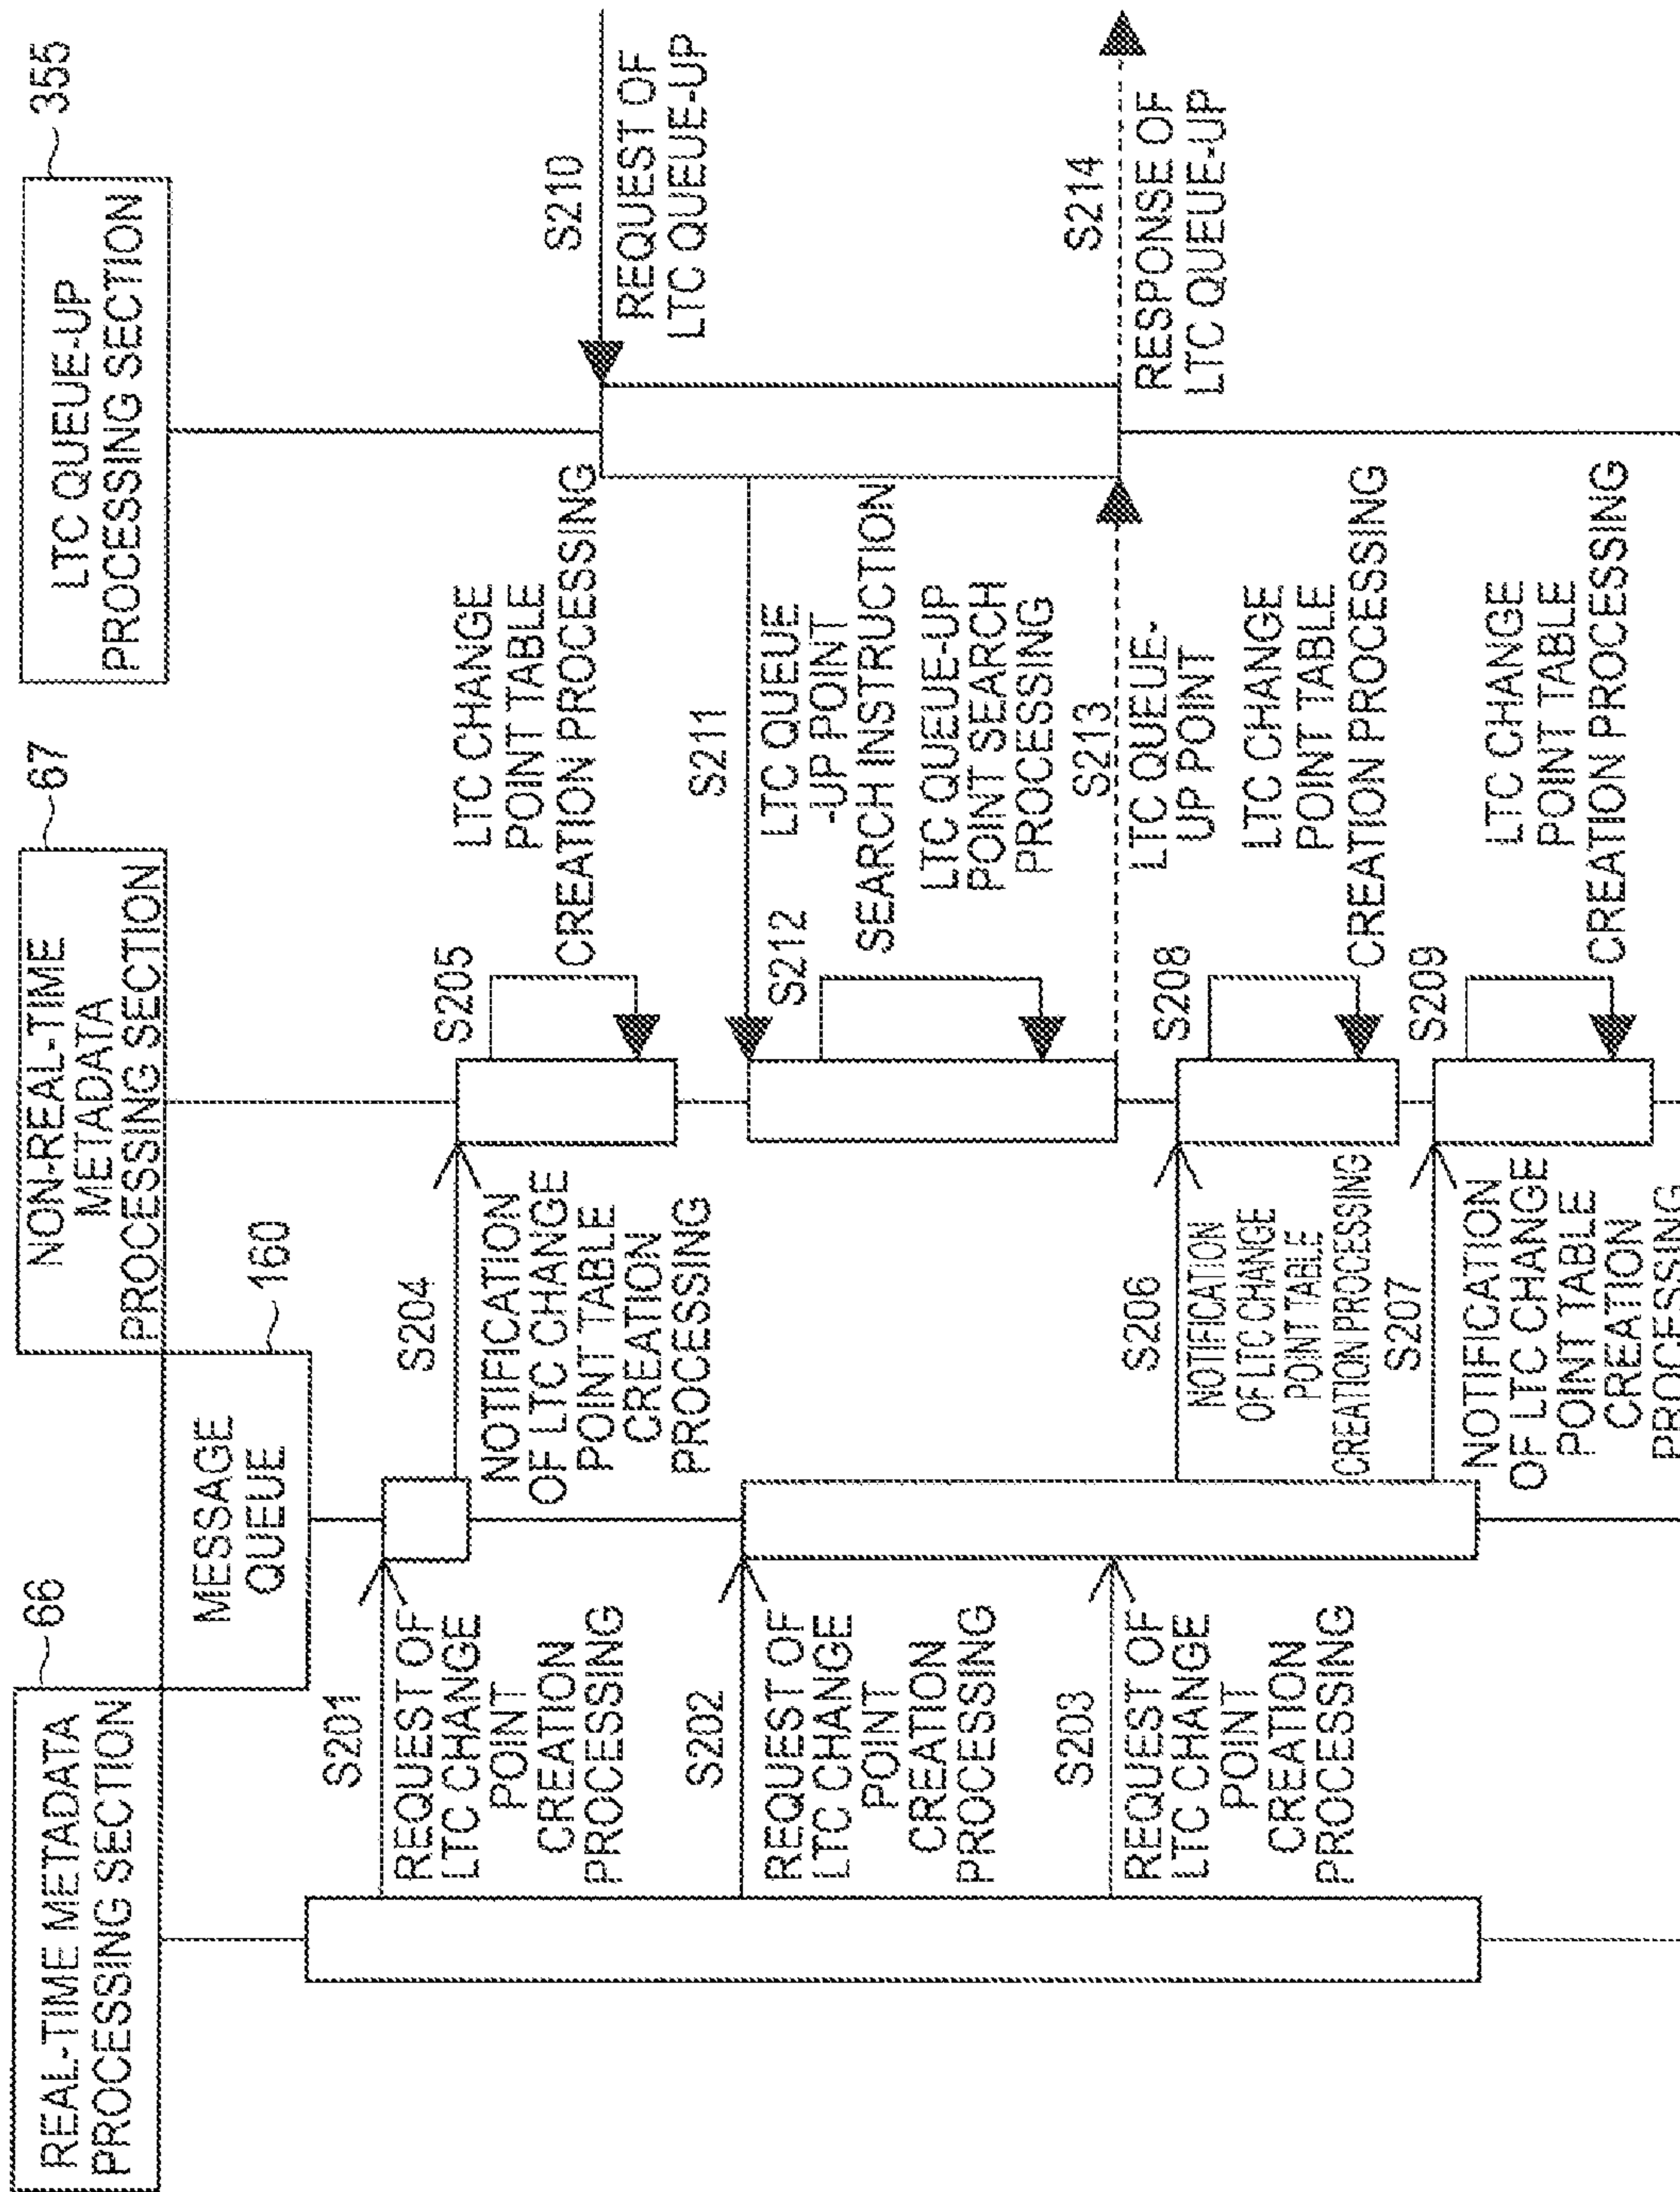 REAL-TIME METADATA
PROCESSING SECTION
66
MESSAGE
QUEUE
160
NON-REAL-TIME
METADATA
PROCESSING SECTION
67
LTC QUEUE-UP
PROCESSING SECTION
355
S201
REQUEST OF
LTC CHANGE
POINT
CREATION
PROCESSING
S204
NOTIFICATION
OF LTC CHANGE
POINT TABLE
CREATION
PROCESSING
S205
LTC CHANGE
POINT TABLE
CREATION PROCESSING
S210
REQUEST OF
LTC QUEUE-UP
S202
REQUEST OF
LTC CHANGE
POINT
CREATION
PROCESSING
S211
LTC QUEUE
-UP POINT
SEARCH INSTRUCTION
S212
LTC QUEUE-UP
POINT SEARCH
PROCESSING
S203
REQUEST OF
LTC CHANGE
POINT
CREATION
PROCESSING
S213
LTC QUEUE-
UP POINT
S214
RESPONSE OF
LTC QUEUE-UP
S206
NOTIFICATION
OF LTC CHANGE
POINT TABLE
CREATION PROCESSING
S208
LTC CHANGE
POINT TABLE
CREATION PROCESSING
S207
NOTIFICATION
OF LTC CHANGE
POINT TABLE
CREATION
PROCESSING
S209
LTC CHANGE
POINT TABLE
CREATION PROCESSING